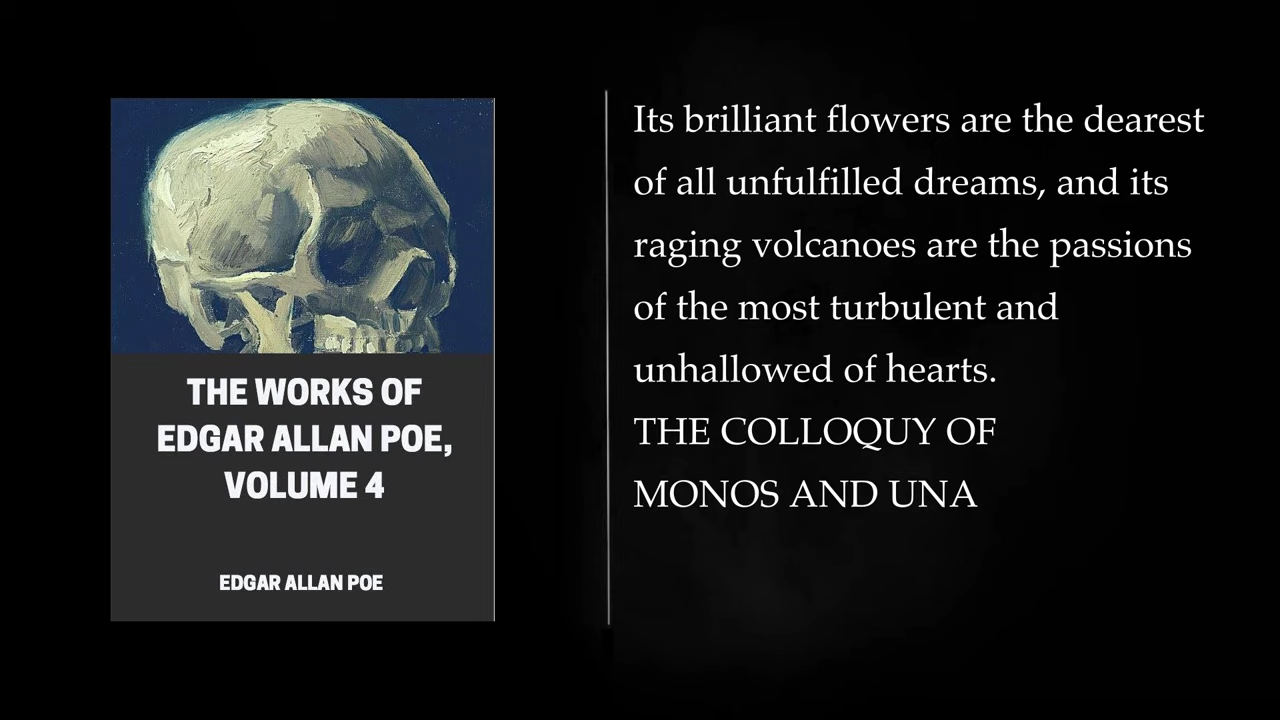 THE WORKS OF
EDGAR ALLAN POE,
VOLUME 4
EDGAR ALLAN POE
Its brilliant flowers are the dearest
of all unfulfilled dreams, and its
raging volcanoes are the passions
of the most turbulent and
unhallowed of hearts.
THE COLLOQUY OF
MONOS AND UNA